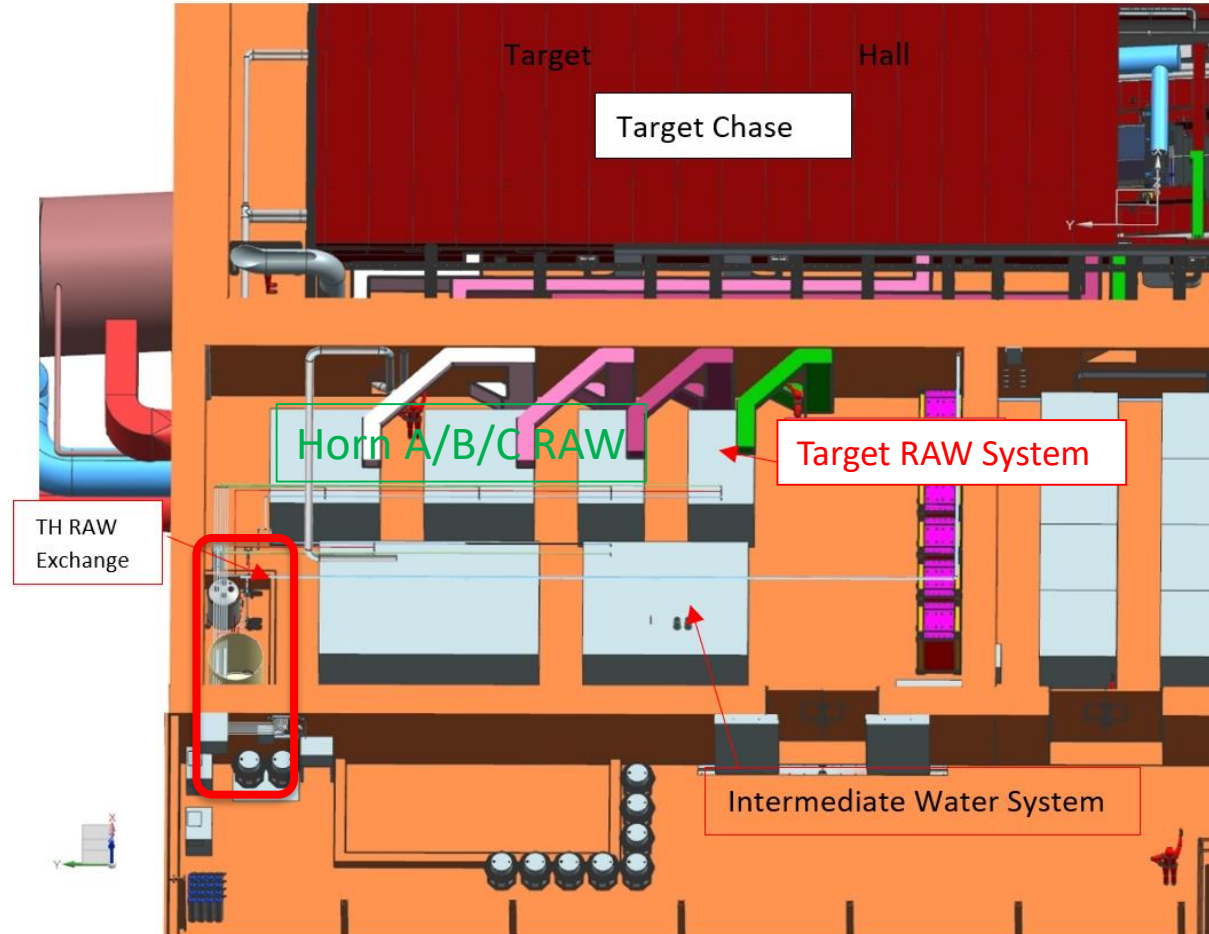 Target Hall
Target Chase
Y
Horn A/B/C RAW
Target RAW System
TH RAW
Exchange
Intermediate Water System
X
Y